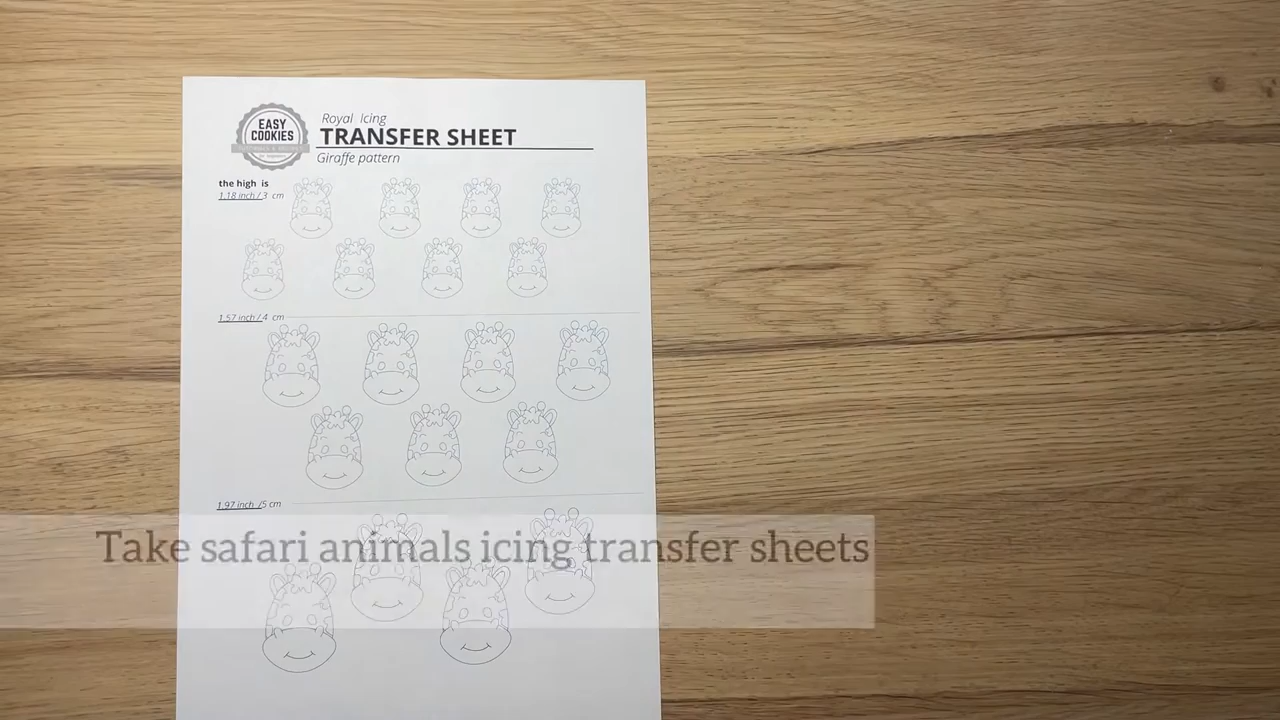 EASY
COOKIES
Royal Icing
TRANSFER SHEET
Giraffe pattern
the high is
1.18 inch / 3 cm
1.57 inch / 4 cm
1.97 inch /5 cm
Take safari animals icing transfer sheets